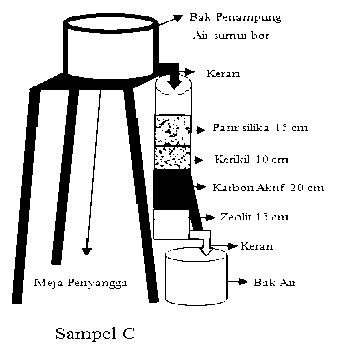 Bak Penampung
Air sumur bor
Keran
Pasir silika 15 cm
Kerikil 10 cm
Karbon Aktif 20 cm
Zeolit 15 cm
Keran
Meja Penyangga
Bak Air
Sampel C